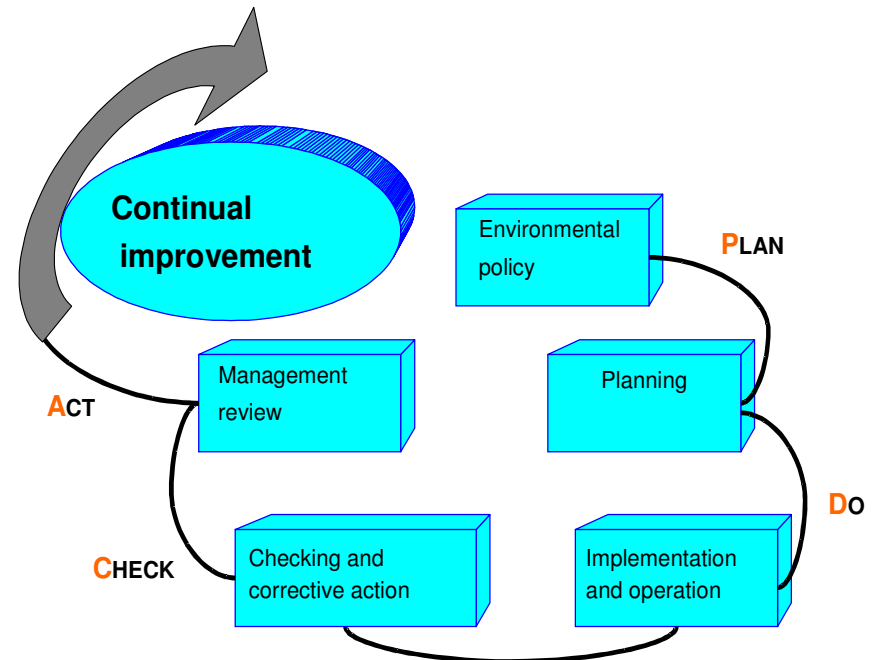 Continual
improvement
Environmental
policy
PLAN
Planning
DO
Implementation
and operation
Checking and
corrective action
CHECK
Management
review
ACT